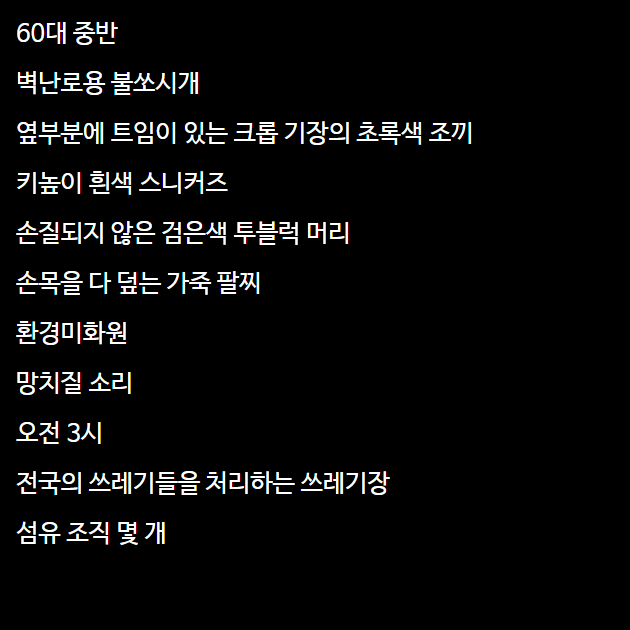 60대 중반
벽난로용 불쏘시개
옆부분에 트임이 있는 크롭 기장의 초록색 조끼
키높이 흰색 스니커즈
손질되지 않은 검은색 투블럭 머리
손목을 다 덮는 가죽 팔찌
환경미화원
망치질 소리
오전 3시
전국의 쓰레기들을 처리하는 쓰레기장
섬유 조직 몇 개